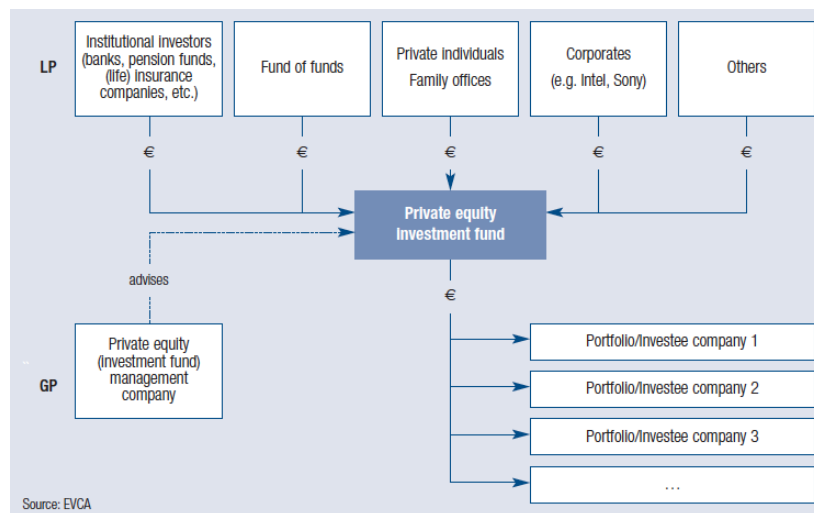 LP
Institutional investors
(banks, pension funds,
(life) insurance
companies, etc.)
Fund of funds
Private individuals
Family offices
Corporates
(e.g. Intel, Sony)
Others
€
€
€
€
€
Private equity
investment fund
advises
€
GP
Private equity
(investment fund)
management
company
Portfolio/Investee company 1
Portfolio/Investee company 2
Portfolio/Investee company 3
...
Source: EVCA